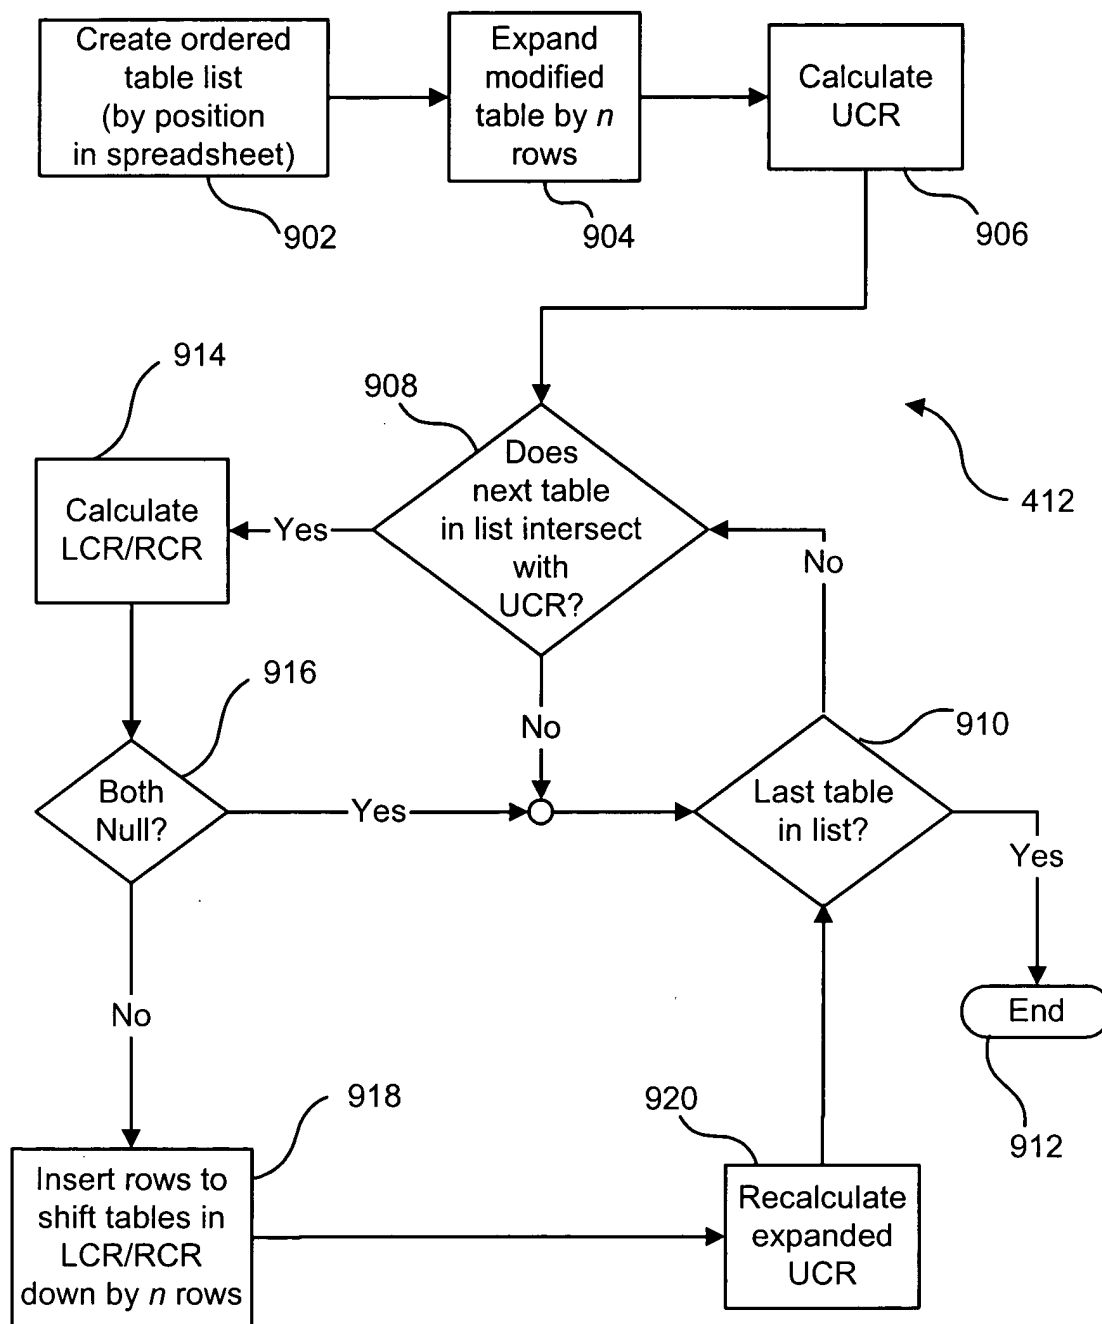 Create ordered
table list
(by position
in spreadsheet)
902
Expand
modified
table by n
rows
904
Calculate
UCR
906
914
908
412
Does
next table
in list intersect
with
UCR?
Yes
No
Calculate
LCR/RCR
916
Both
Null?
Yes
No
No
910
Last table
in list?
Yes
End
912
918
Insert rows to
shift tables in
LCR/RCR
down by n rows
920
Recalculate
expanded
UCR